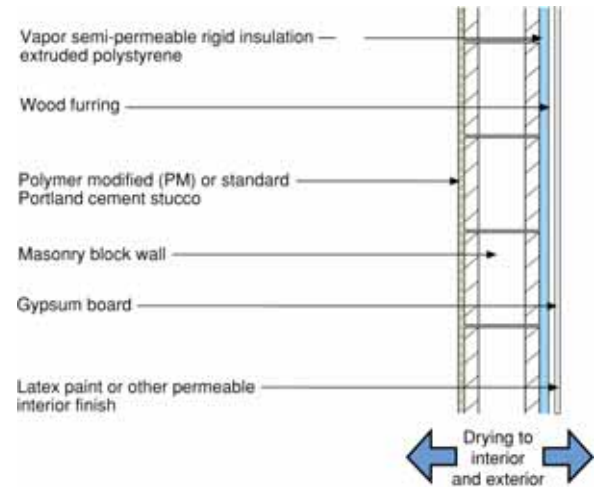 Vapor semi-permeable rigid insulation —
extruded polystyrene
Wood furring
Polymer modified (PM) or standard
Portland cement stucco
Masonry block wall
Gypsum board
Latex paint or other permeable
interior finish
Drying to
interior
and exterior